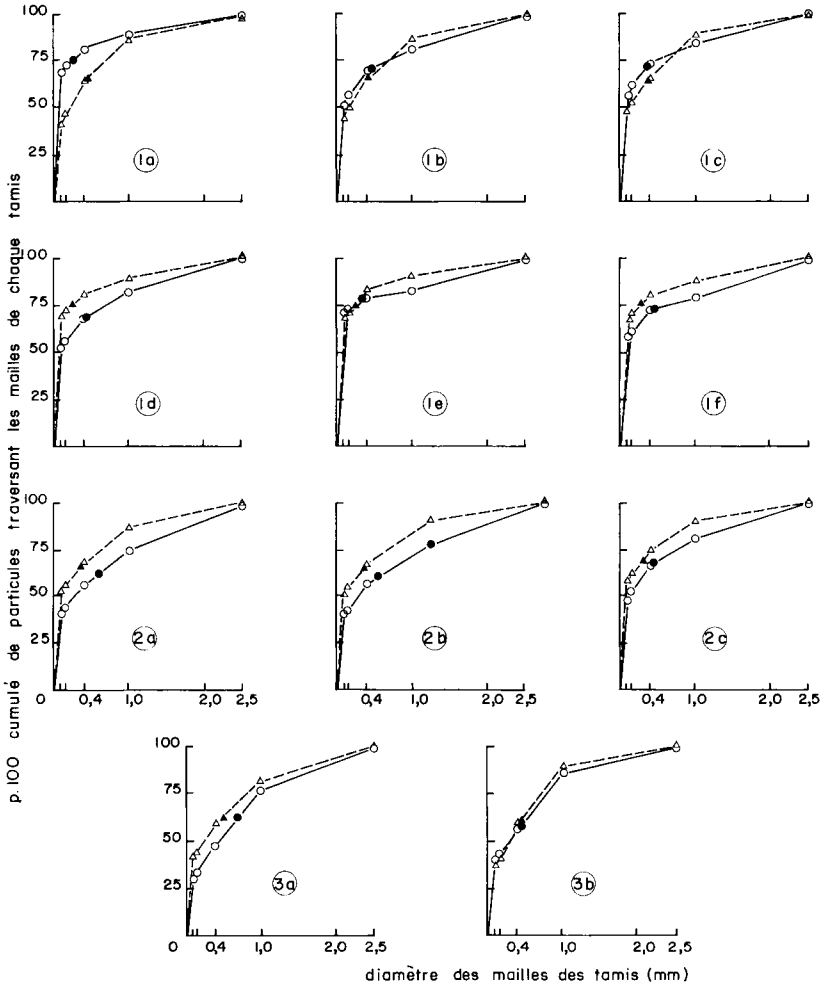 p.100 cumulé de particules traversant les mailles de chaque tamis
100
75
50
25
1a
1b
1c
100
75
50
25
1d
1e
1f
100
75
50
25
2a
2b
2c
0 0,4 1,0 2,0 2,5
0,4 1,0 2,0 2,5
0,4 1,0 2,0 2,5
100
75
50
25
3a
3b
0 0,4 1,0 2,0 2,5
0,4 1,0 2,0 2,5
diamètre des mailles des tamis (mm)